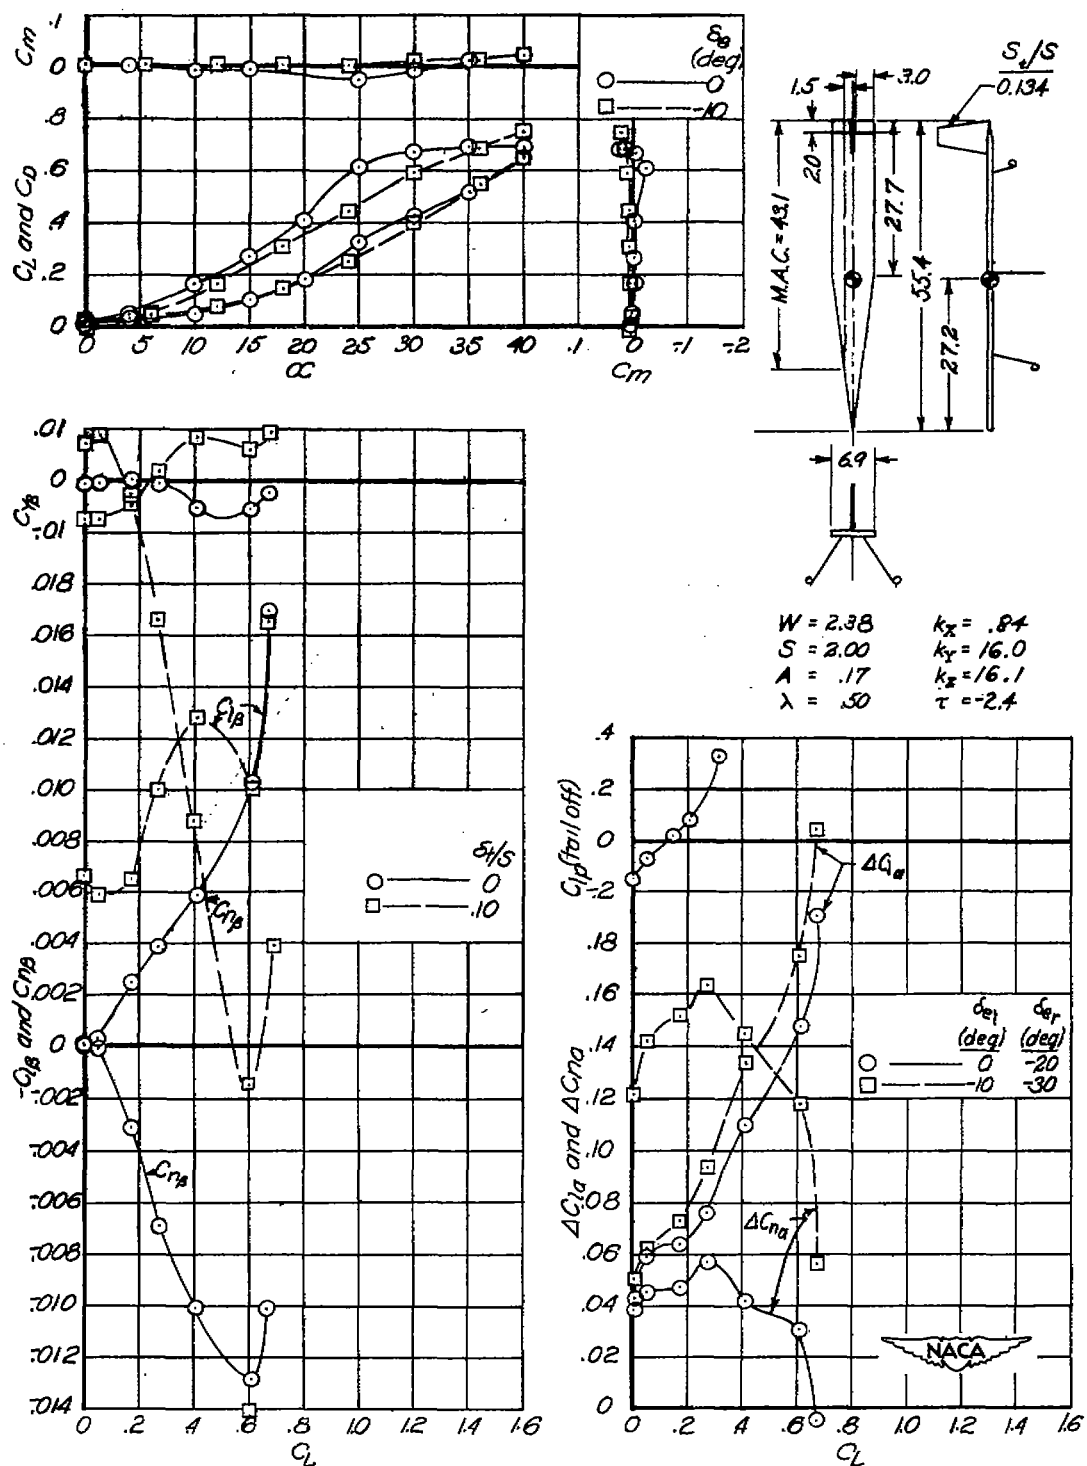 .1
0
Cm
.8
.6
.4
.2
0
CL and CD
0 5 10 15 20 25 30 35 40
∝
δe
(deg)
0
-10
.1 0 -.1 -.2
Cm
St/S
0.134
1.5
3.0
2.0
M.A.C. = 43.1
27.7
55.4
27.2
6.9
W = 2.38
S = 2.00
A = .17
λ = .50
kX = .84
kY = 16.0
kZ = 16.1
τ = -2.4
.01
0
-.01
CYβ
.018
.016
.014
.012
.010
.008
.006
.004
.002
0
-.002
-.004
-.006
-.008
-.010
-.012
-.014
-Clβ and Cnβ
Clβ
Cnβ
Cnβ
St/S
0
.10
0 .2 .4 .6 .8 1.0 1.2 1.4 1.6
CL
.4
.2
0
-.2
Clp (tail off)
.18
.16
.14
.12
.10
.08
.06
.04
.02
0
ΔCla and ΔCna
ΔCla
ΔCna
δel δer
(deg) (deg)
0 -20
-10 -30
NACA
0 .2 .4 .6 .8 1.0 1.2 1.4 1.6
CL